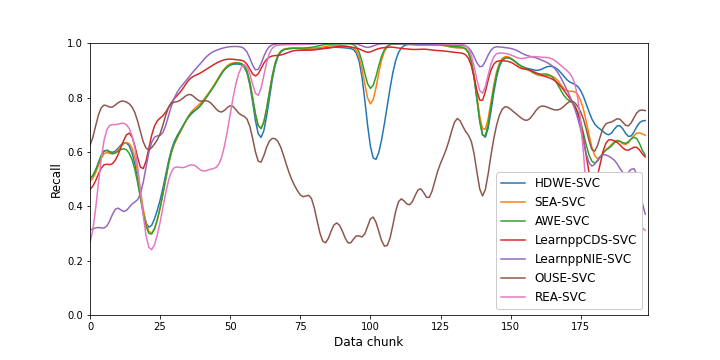 1.0
0.8
0.6
0.4
0.2
0.0
Recall
0 25 50 75 100 125 150 175
Data chunk
HDWE-SVC
SEA-SVC
AWE-SVC
LearnppCDS-SVC
LearnppNIE-SVC
OUSE-SVC
REA-SVC